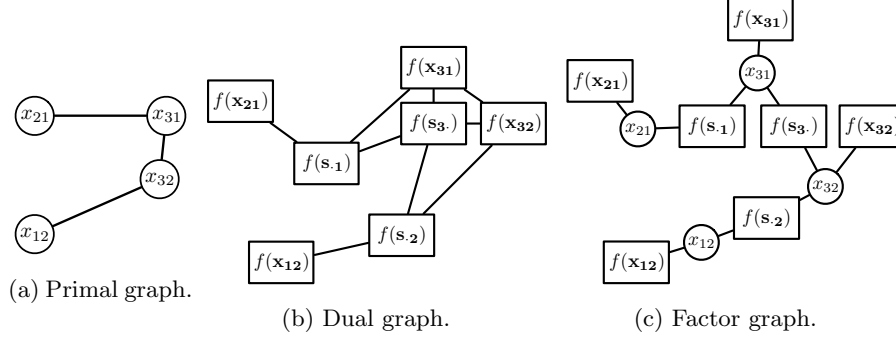 x₂₁
x₃₁
x₃₂
x₁₂
(a) Primal graph.
f(x₃₁)
f(x₂₁)
f(s₃.)
f(x₃₂)
f(s.₁)
f(s.₂)
f(x₁₂)
(b) Dual graph.
f(x₃₁)
x₃₁
f(x₂₁)
x₂₁
f(s.₁)
f(s₃.)
f(x₃₂)
x₃₂
f(s.₂)
x₁₂
f(x₁₂)
(c) Factor graph.